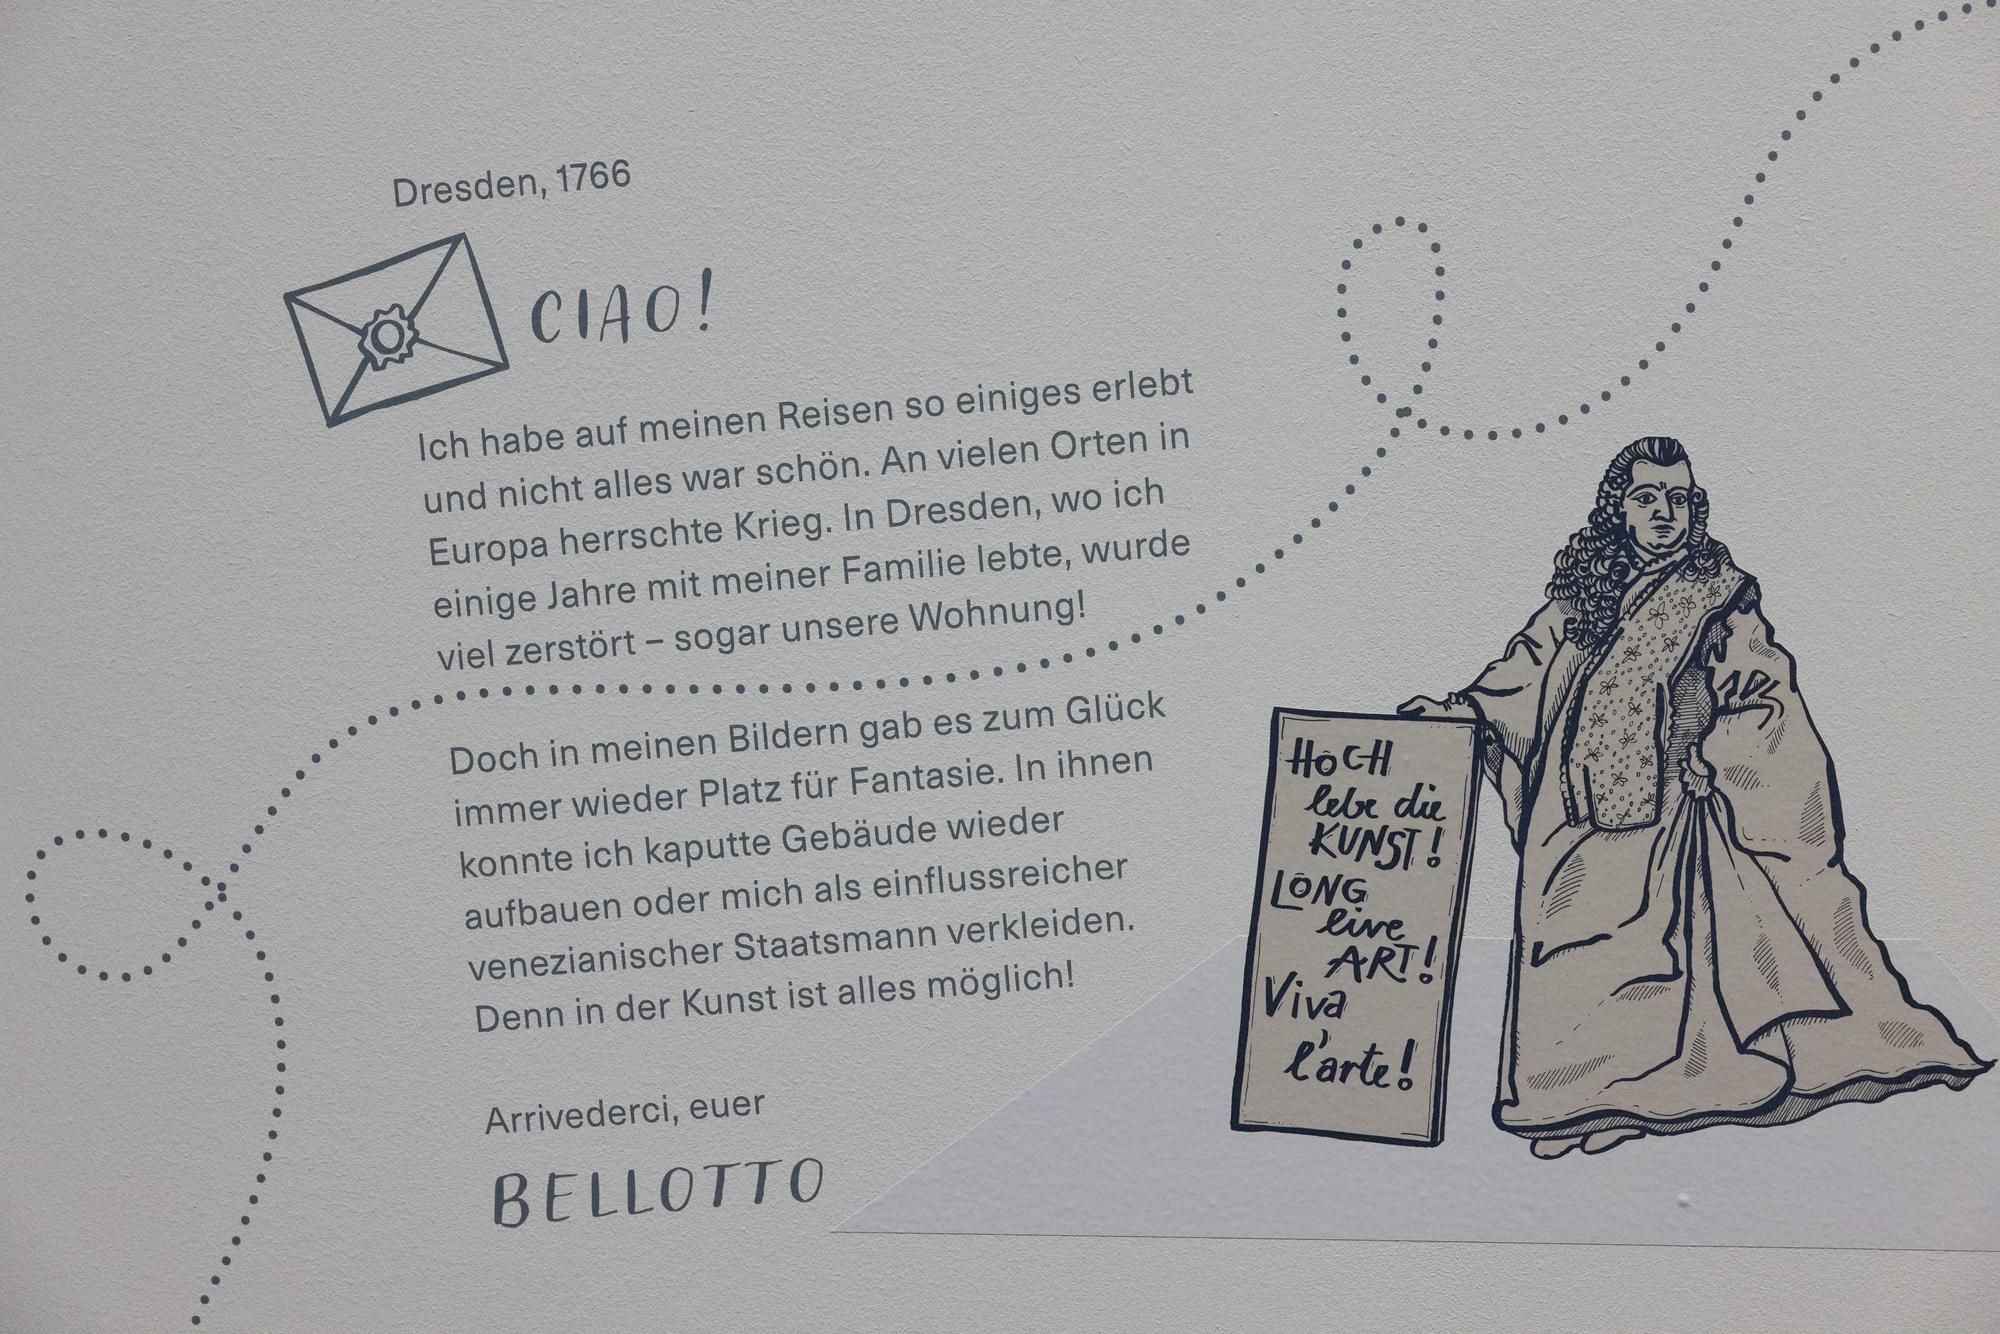 Dresden, 1766
CIAO!
Ich habe auf meinen Reisen so einiges erlebt
und nicht alles war schön. An vielen Orten in
Europa herrschte Krieg. In Dresden, wo ich
einige Jahre mit meiner Familie lebte, wurde
viel zerstört – sogar unsere Wohnung!
Doch in meinen Bildern gab es zum Glück
immer wieder Platz für Fantasie. In ihnen
konnte ich kaputte Gebäude wieder
aufbauen oder mich als einflussreicher
venezianischer Staatsmann verkleiden.
Denn in der Kunst ist alles möglich!
Arrivederci, euer
BELLOTTO
HOCH
lebe die
KUNST!
LONG
live
ART!
Viva
l'arte!